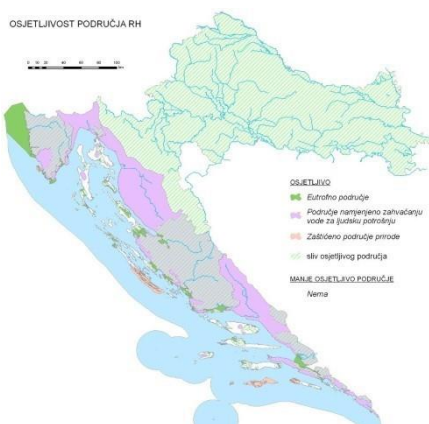 OSJETLJIVOST PODRUČJA RH
OSJETLJIVO
Eutrofno područje
Područje namjenjeno zahvaćanju
vode za ljudsku potrošnju
Zaštićeno područje prirode
sliv osjetljivog područja
MANJE OSJETLJIVO PODRUČJE
Nema